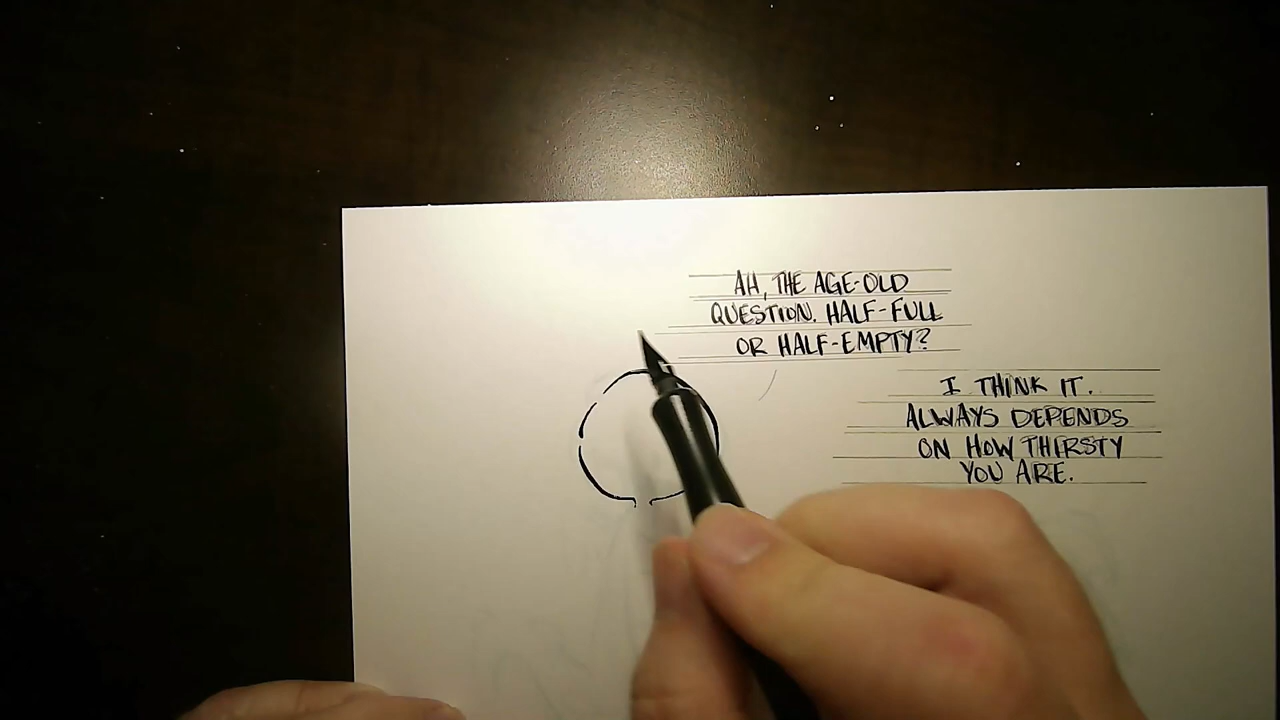 AH, THE AGE-OLD
QUESTION. HALF-FULL
OR HALF-EMPTY?
I THINK IT.
ALWAYS DEPENDS
ON HOW THIRSTY
YOU ARE.